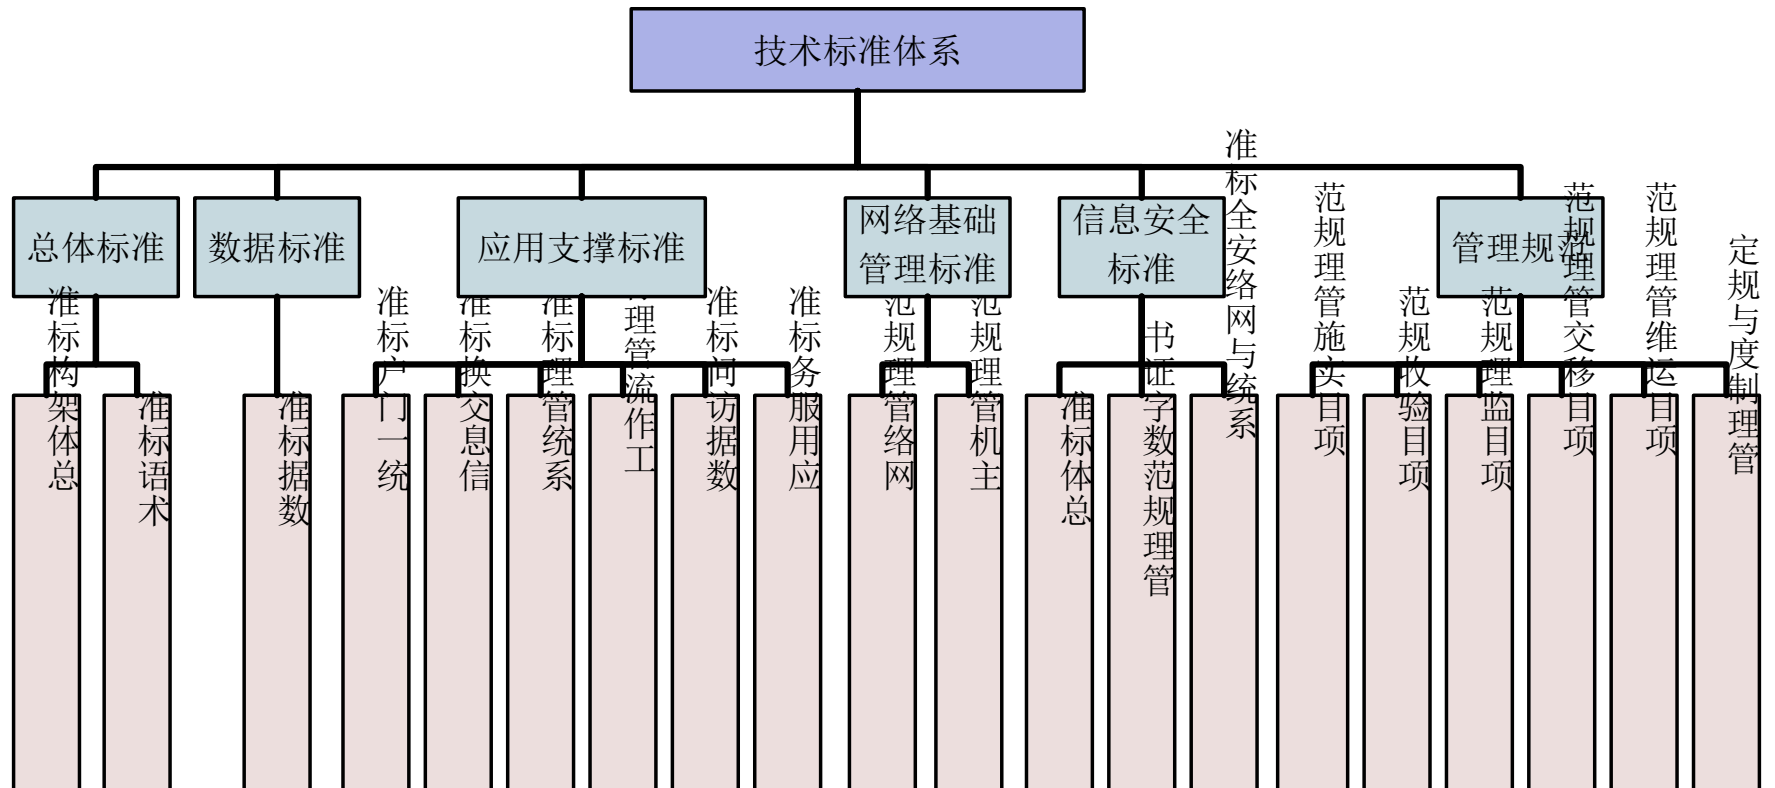 技术标准体系
总体标准
数据标准
应用支撑标准
网络基础
管理标准
信息安全
标准
管理规范
总体架构标准
术语标准
数据标准
统一门户标准
信息交换标准
系统管理标准
工作流管理
数据访问标准
应用服务标准
网络管理规范
主机管理规范
总体标准
数字证书
管理规范
系统与网络安全标准
项目实施管理规范
项目验收规范
项目监理规范
项目移交管理规范
项目运维管理规范
管理制度与规定